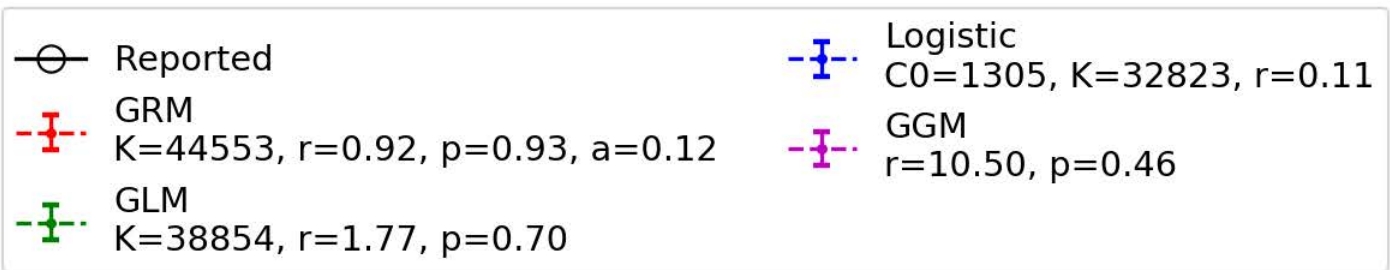 Reported
GRM
K=44553, r=0.92, p=0.93, a=0.12
GLM
K=38854, r=1.77, p=0.70
Logistic
C0=1305, K=32823, r=0.11
GGM
r=10.50, p=0.46